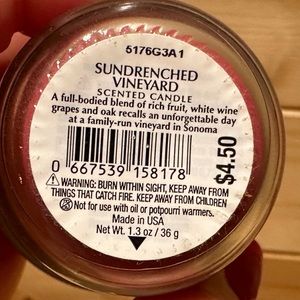 5176G3A1
SUNDRENCHED
VINEYARD
SCENTED CANDLE
A full-bodied blend of rich fruit, white wine
grapes and oak recalls an unforgettable day
at a family-run vineyard in Sonoma
0 667539 158178
$4.50
⚠ WARNING: BURN WITHIN SIGHT, KEEP AWAY FROM
THINGS THAT CATCH FIRE, KEEP AWAY FROM CHILDREN
Not for use with oil or potpourri warmers.
Made in USA
Net Wt. 1.3 oz/ 36 g